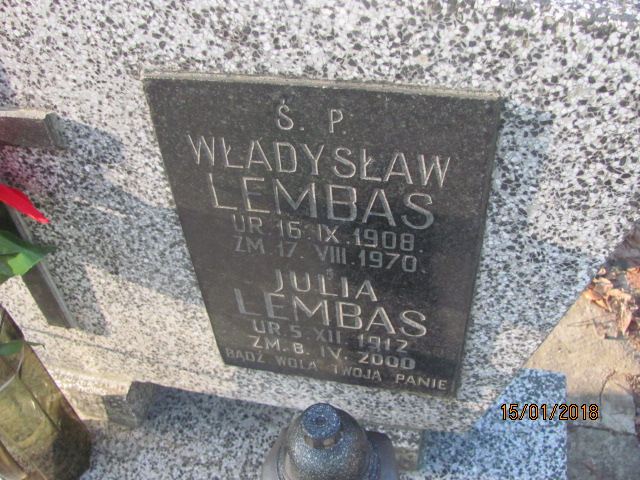 Ś. P.
WŁADYSŁAW
LEMBAS
UR. 16. IX. 1908.
ZM. 17. VIII. 1970.
JULIA
LEMBAS
UR. 5. XII 1912
ZM. 8. IV. 2000
BĄDŹ WOLA TWOJA PANIE
15/01/2018